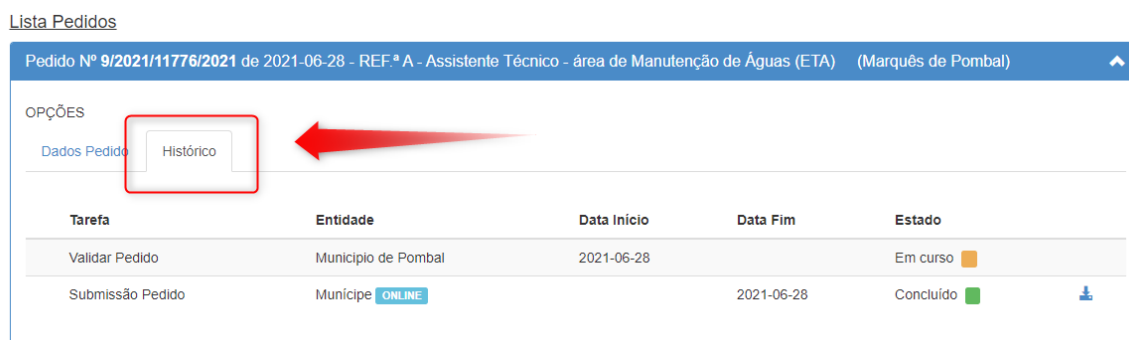 Lista Pedidos
Pedido Nº 9/2021/11776/2021 de 2021-06-28 - REF.ª A - Assistente Técnico - área de Manutenção de Águas (ETA) (Marquês de Pombal)
OPÇÕES
Dados Pedido Histórico
Tarefa Entidade Data Início Data Fim Estado
Validar Pedido Municipio de Pombal 2021-06-28 Em curso
Submissão Pedido Munícipe ONLINE 2021-06-28 Concluído